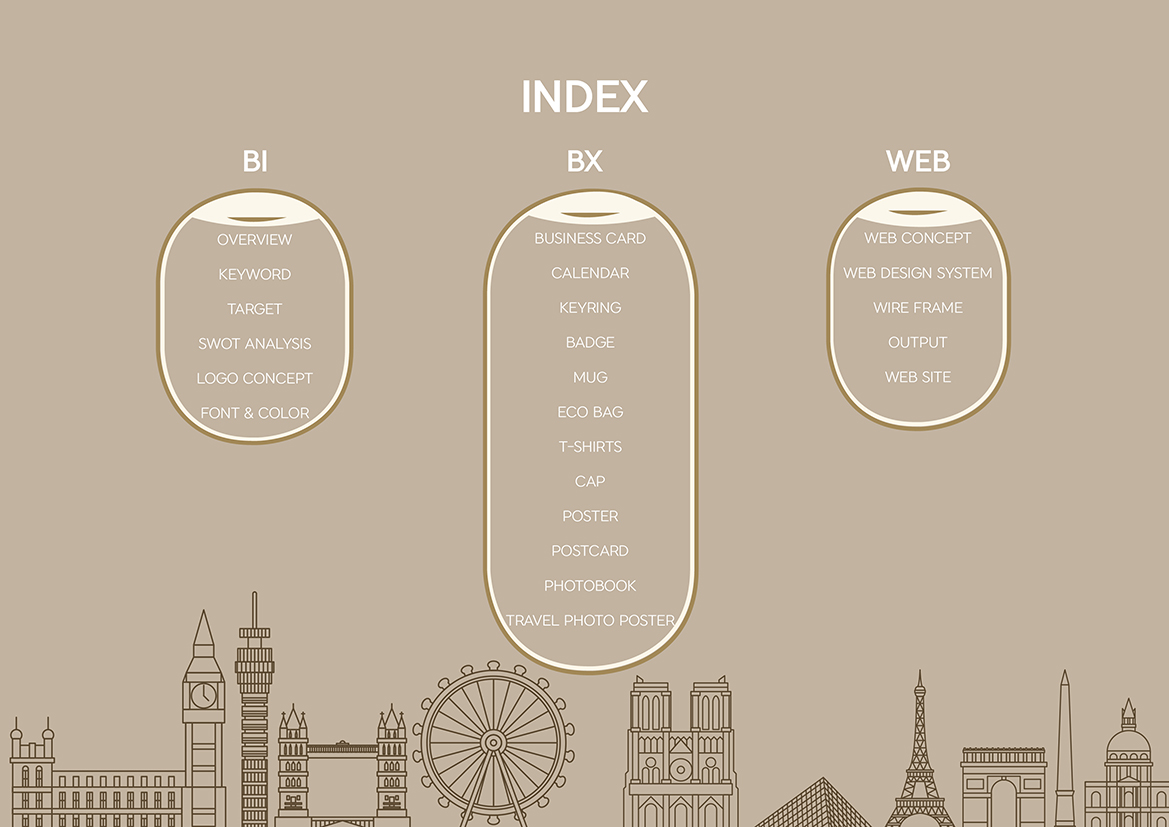 INDEX
BI
OVERVIEW
KEYWORD
TARGET
SWOT ANALYSIS
LOGO CONCEPT
FONT & COLOR
BX
BUSINESS CARD
CALENDAR
KEYRING
BADGE
MUG
ECO BAG
T-SHIRTS
CAP
POSTER
POSTCARD
PHOTOBOOK
TRAVEL PHOTO POSTER
WEB
WEB CONCEPT
WEB DESIGN SYSTEM
WIRE FRAME
OUTPUT
WEB SITE